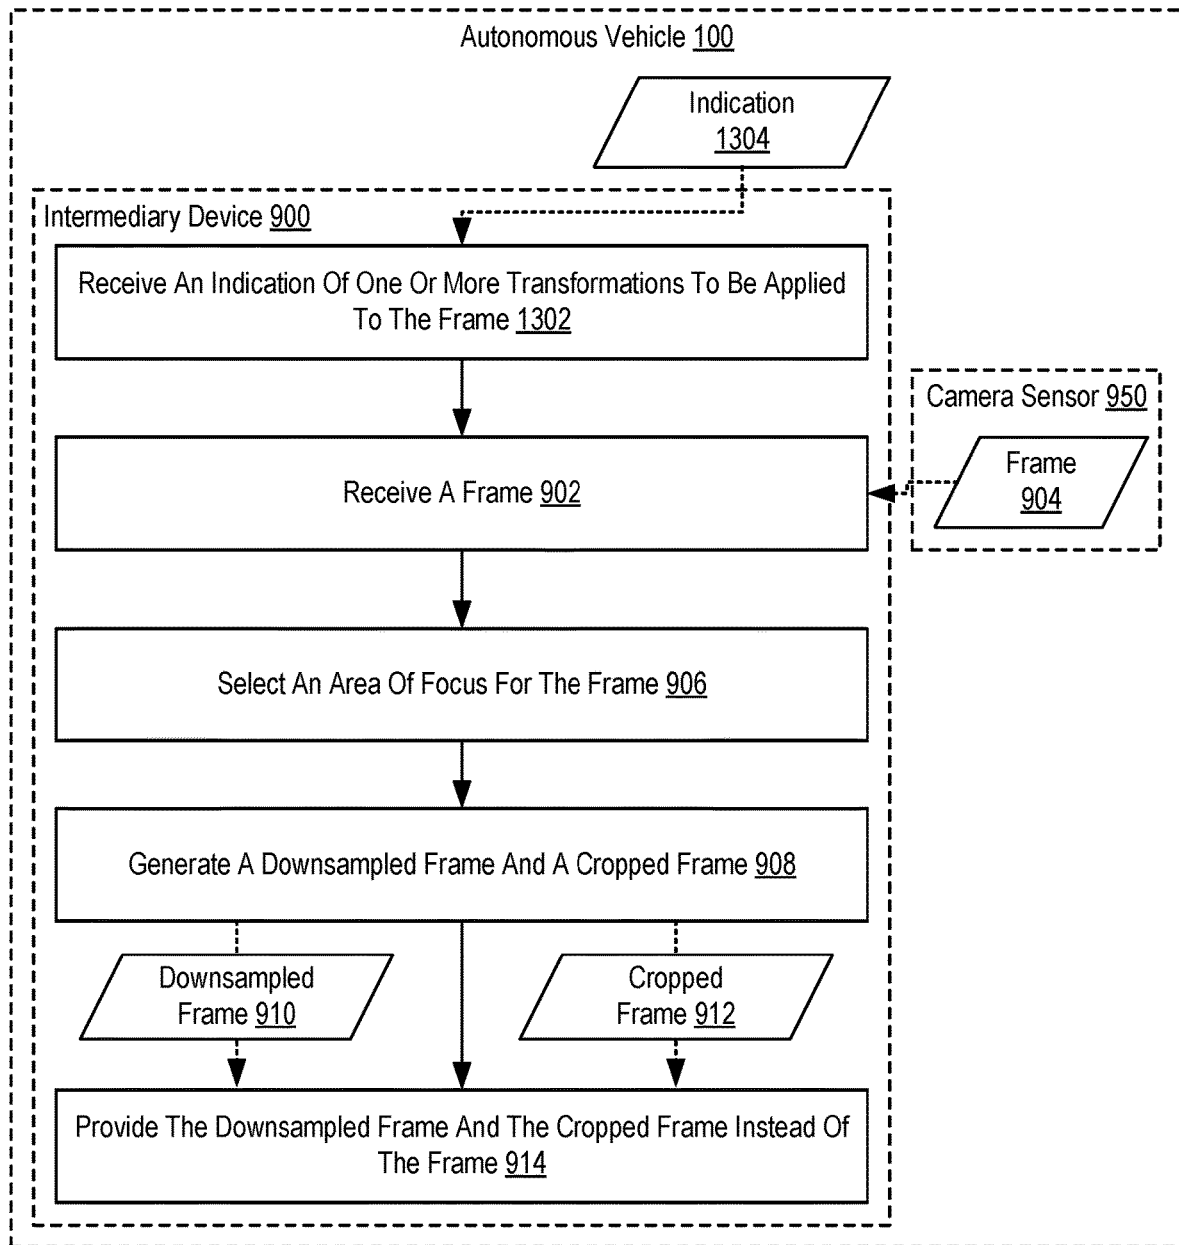 Autonomous Vehicle 100
Indication
1304
Intermediary Device 900
Receive An Indication Of One Or More Transformations To Be Applied
To The Frame 1302
Camera Sensor 950
Frame
904
Receive A Frame 902
Select An Area Of Focus For The Frame 906
Generate A Downsampled Frame And A Cropped Frame 908
Downsampled
Frame 910
Cropped
Frame 912
Provide The Downsampled Frame And The Cropped Frame Instead Of
The Frame 914